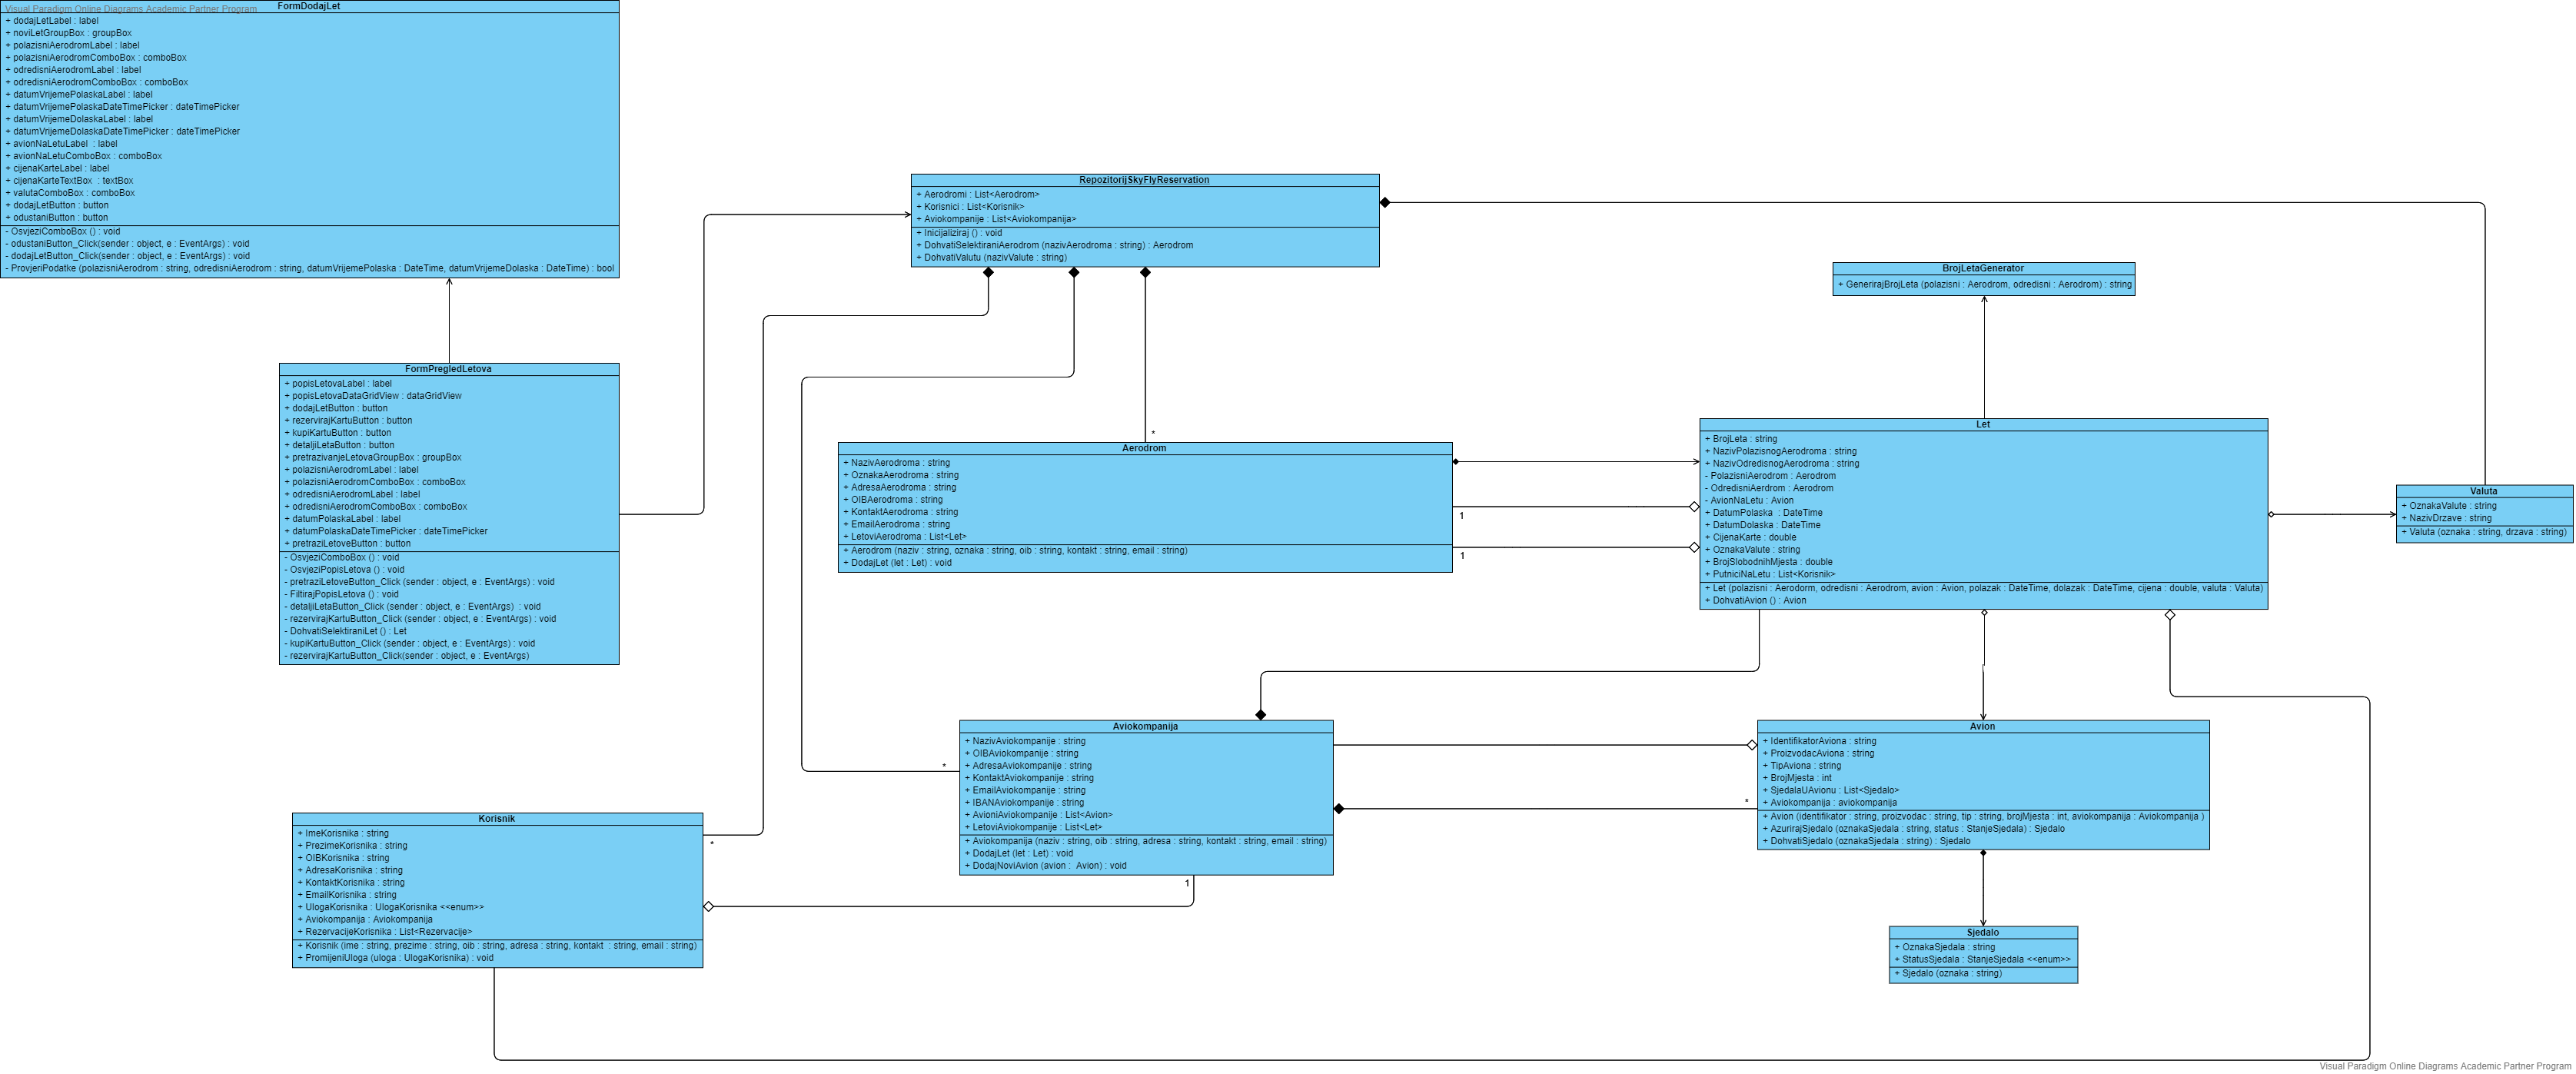 Visual Paradigm Online Diagrams Academic Partner Program
FormDodajLet
+ dodajLetLabel : label
+ noviLetGroupBox : groupBox
+ polazisniAerodromLabel : label
+ polazisniAerodromComboBox : comboBox
+ odredisniAerodromLabel : label
+ odredisniAerodromComboBox : comboBox
+ datumVrijemePolaskaLabel : label
+ datumVrijemePolaskaDateTimePicker : dateTimePicker
+ datumVrijemeDolaskaLabel : label
+ datumVrijemeDolaskaDateTimePicker : dateTimePicker
+ avionNaLetuLabel : label
+ avionNaLetuComboBox : comboBox
+ cijenaKarteLabel : label
+ cijenaKarteTextBox : textBox
+ valutaComboBox : comboBox
+ dodajLetButton : button
+ odustaniButton : button
- OsvjeziComboBox () : void
- odustaniButton_Click(sender : object, e : EventArgs) : void
- dodajLetButton_Click(sender : object, e : EventArgs) : void
- ProvjeriPodatke (polazisniAerodrom : string, odredisniAerodrom : string, datumVrijemePolaska : DateTime, datumVrijemeDolaska : DateTime) : bool
RepozitorijSkyFlyReservation
+ Aerodromi : List<Aerodrom>
+ Korisnici : List<Korisnik>
+ Aviokompanije : List<Aviokompanija>
+ Inicijaliziraj () : void
+ DohvatiSelektiraniAerodrom (nazivAerodroma : string) : Aerodrom
+ DohvatiValutu (nazivValute : string)
BrojLetaGenerator
+ GenerirajBrojLeta (polazisni : Aerodrom, odredisni : Aerodrom) : string
FormPregledLetova
+ popisLetovaLabel : label
+ popisLetovaDataGridView : dataGridView
+ dodajLetButton : button
+ rezervirajKartuButton : button
+ kupiKartuButton : button
+ detaljiLetaButton : button
+ pretrazivanjeLetovaGroupBox : groupBox
+ polazisniAerodromLabel : label
+ polazisniAerodromComboBox : comboBox
+ odredisniAerodromLabel : label
+ odredisniAerodromComboBox : comboBox
+ datumPolaskaLabel : label
+ datumPolaskaDateTimePicker : dateTimePicker
+ pretraziLetoveButton : button
- OsvjeziComboBox () : void
- OsvjeziPopisLetova () : void
- pretraziLetoveButton_Click (sender : object, e : EventArgs) : void
- FiltirajPopisLetova () : void
- detaljiLetaButton_Click (sender : object, e : EventArgs) : void
- rezervirajKartuButton_Click (sender : object, e : EventArgs) : void
- DohvatiSelektiraniLet () : Let
- kupiKartuButton_Click (sender : object, e : EventArgs) : void
- rezervirajKartuButton_Click(sender : object, e : EventArgs)
*
Aerodrom
+ NazivAerodroma : string
+ OznakaAerodroma : string
+ AdresaAerodroma : string
+ OIBAerodroma : string
+ KontaktAerodroma : string
+ EmailAerodroma : string
+ LetoviAerodroma : List<Let>
+ Aerodrom (naziv : string, oznaka : string, oib : string, kontakt : string, email : string)
+ DodajLet (let : Let) : void
1
1
Let
+ BrojLeta : string
+ NazivPolazisnogAerodroma : string
+ NazivOdredisnogAerodroma : string
- PolazisniAerodrom : Aerodrom
- OdredisniAerdrom : Aerodrom
- AvionNaLetu : Avion
+ DatumPolaska : DateTime
+ DatumDolaska : DateTime
+ CijenaKarte : double
+ OznakaValute : string
+ BrojSlobodnihMjesta : double
+ PutniciNaLetu : List<Korisnik>
+ Let (polazisni : Aerodorm, odredisni : Aerodrom, avion : Avion, polazak : DateTime, dolazak : DateTime, cijena : double, valuta : Valuta)
+ DohvatiAvion () : Avion
Valuta
+ OznakaValute : string
+ NazivDrzave : string
+ Valuta (oznaka : string, drzava : string)
*
Aviokompanija
+ NazivAviokompanije : string
+ OIBAviokompanije : string
+ AdresaAviokompanije : string
+ KontaktAviokompanije : string
+ EmailAviokompanije : string
+ IBANAviokompanije : string
+ AvioniAviokompanije : List<Avion>
+ LetoviAviokompanije : List<Let>
+ Aviokompanija (naziv : string, oib : string, adresa : string, kontakt : string, email : string)
+ DodajLet (let : Let) : void
+ DodajNoviAvion (avion : Avion) : void
1
*
Avion
+ IdentifikatorAviona : string
+ ProizvodacAviona : string
+ TipAviona : string
+ BrojMjesta : int
+ SjedalaUAvionu : List<Sjedalo>
+ Aviokompanija : aviokompanija
+ Avion (identifikator : string, proizvodac : string, tip : string, brojMjesta : int, aviokompanija : Aviokompanija )
+ AzurirajSjedalo (oznakaSjedala : string, status : StanjeSjedala) : Sjedalo
+ DohvatiSjedalo (oznakaSjedala : string) : Sjedalo
Korisnik
+ ImeKorisnika : string
+ PrezimeKorisnika : string
+ OIBKorisnika : string
+ AdresaKorisnika : string
+ KontaktKorisnika : string
+ EmailKorisnika : string
+ UlogaKorisnika : UlogaKorisnika <<enum>>
+ Aviokompanija : Aviokompanija
+ RezervacijeKorisnika : List<Rezervacije>
+ Korisnik (ime : string, prezime : string, oib : string, adresa : string, kontakt : string, email : string)
+ PromijeniUloga (uloga : UlogaKorisnika) : void
*
Sjedalo
+ OznakaSjedala : string
+ StatusSjedala : StanjeSjedala <<enum>>
+ Sjedalo (oznaka : string)
Visual Paradigm Online Diagrams Academic Partner Program